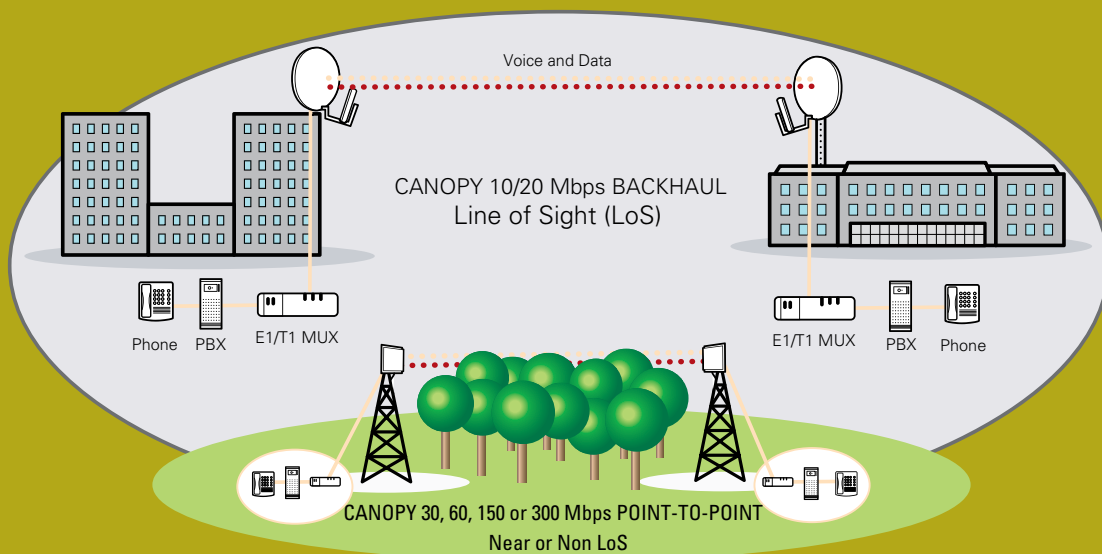 Voice and Data
CANOPY 10/20 Mbps BACKHAUL
Line of Sight (LoS)
Phone PBX E1/T1 MUX
E1/T1 MUX PBX Phone
CANOPY 30, 60, 150 or 300 Mbps POINT-TO-POINT
Near or Non LoS